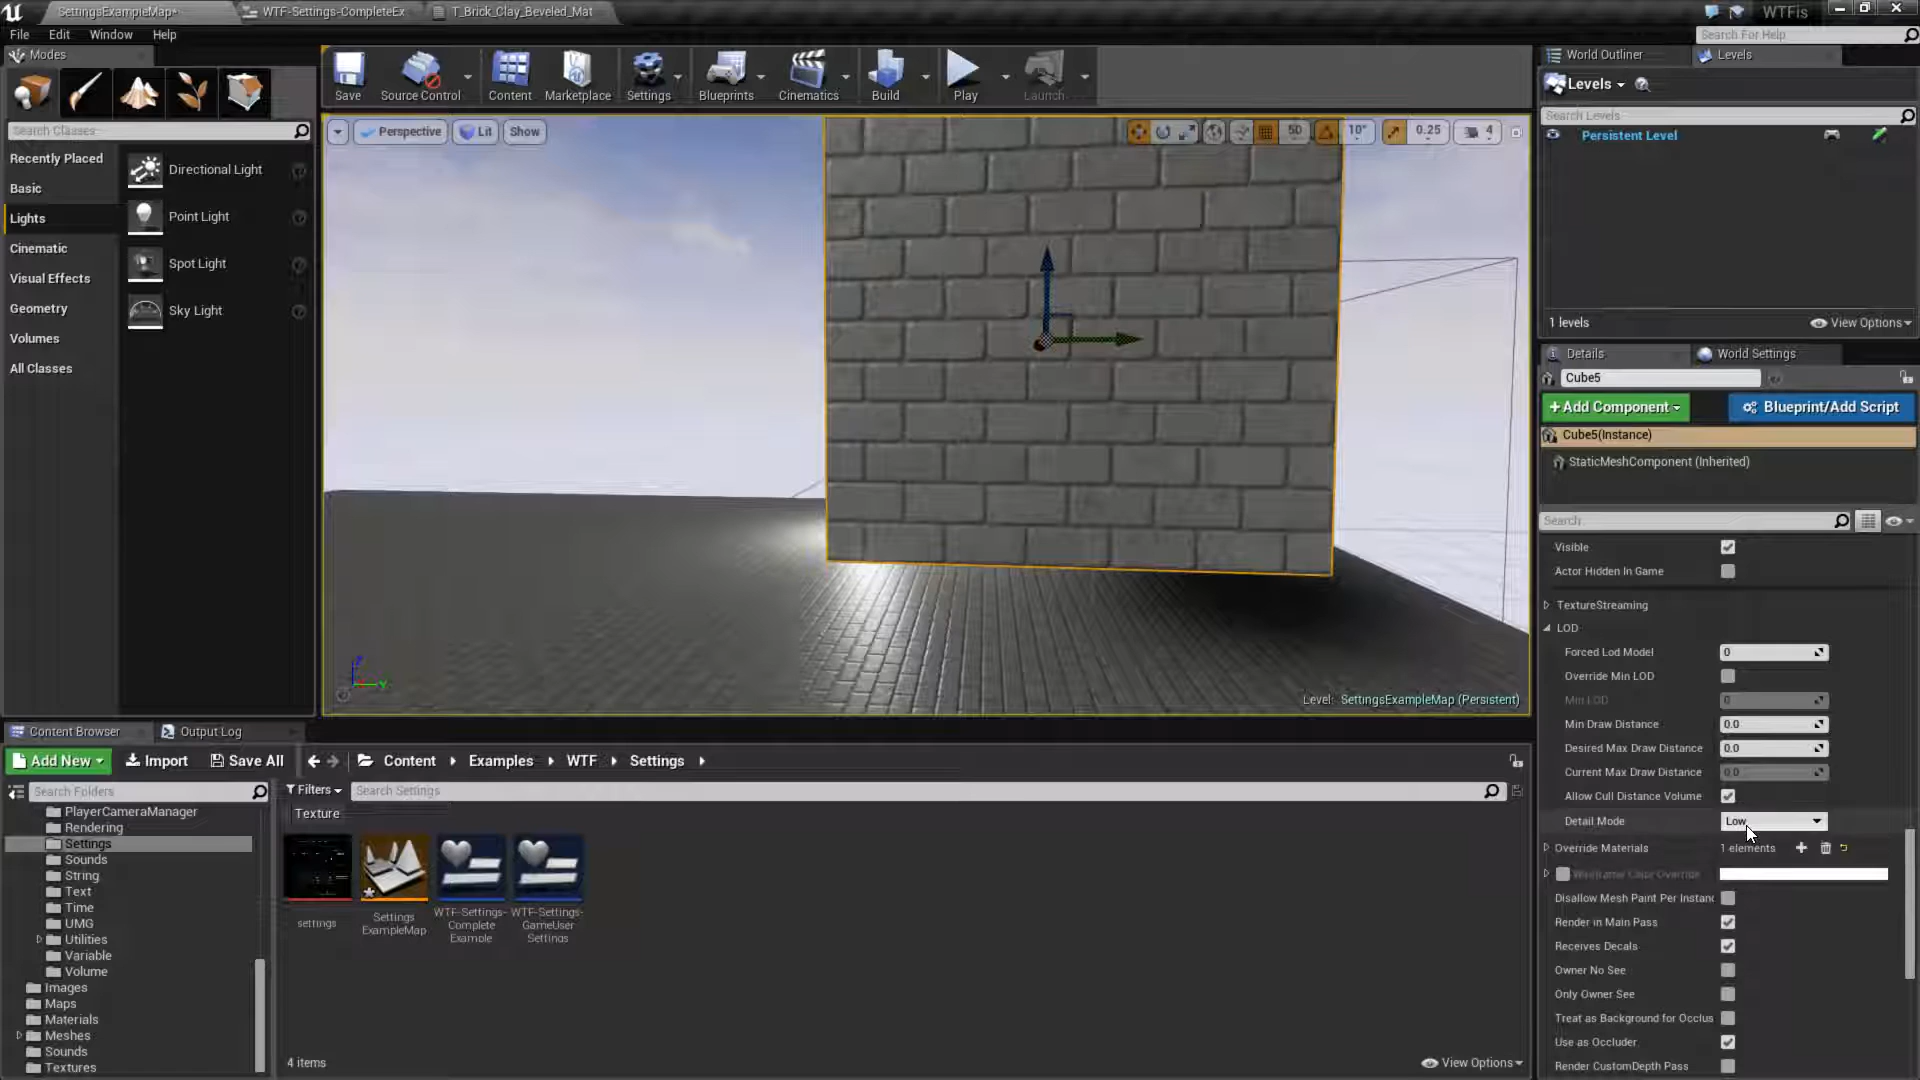 SettingsExampleMap*
WTF-Settings-CompleteEx
T_Brick_Clay_Beveled_Mat
WTFis
File Edit Window Help
Search For Help
Modes
Save
Source Control
Content
Marketplace
Settings
Blueprints
Cinematics
Build
Play
Launch
World Outliner
Levels
Levels
Search Classes
Search Levels
Perspective
Lit
Show
50
10°
0.25
4
Persistent Level
Recently Placed
Basic
Lights
Cinematic
Visual Effects
Geometry
Volumes
All Classes
Directional Light
Point Light
Spot Light
Sky Light
1 levels
View Options
Details
World Settings
Cube5
+Add Component
Blueprint/Add Script
Cube5(Instance)
StaticMeshComponent (Inherited)
Search
Visible
Actor Hidden In Game
TextureStreaming
LOD
Forced Lod Model 0
Override Min LOD
Min LOD 0
Min Draw Distance 0.0
Desired Max Draw Distance 0.0
Current Max Draw Distance 0.0
Allow Cull Distance Volume
Detail Mode Low
Override Materials 1 elements
Wireframe Color Override
Disallow Mesh Paint Per Instanc
Render in Main Pass
Receives Decals
Owner No See
Only Owner See
Treat as Background for Occlus
Use as Occluder
Render CustomDepth Pass
Z
Y
Level: SettingsExampleMap (Persistent)
Content Browser
Output Log
Add New
Import
Save All
Content
Examples
WTF
Settings
Search Folders
Filters
Search Settings
Texture
PlayerCameraManager
Rendering
Settings
Sounds
String
Text
Time
UMG
Utilities
Variable
Volume
Images
Maps
Materials
Meshes
Sounds
Textures
settings
Settings
ExampleMap
WTF-Settings-
Complete
Example
WTF-Settings-
GameUser
Settings
4 items
View Options